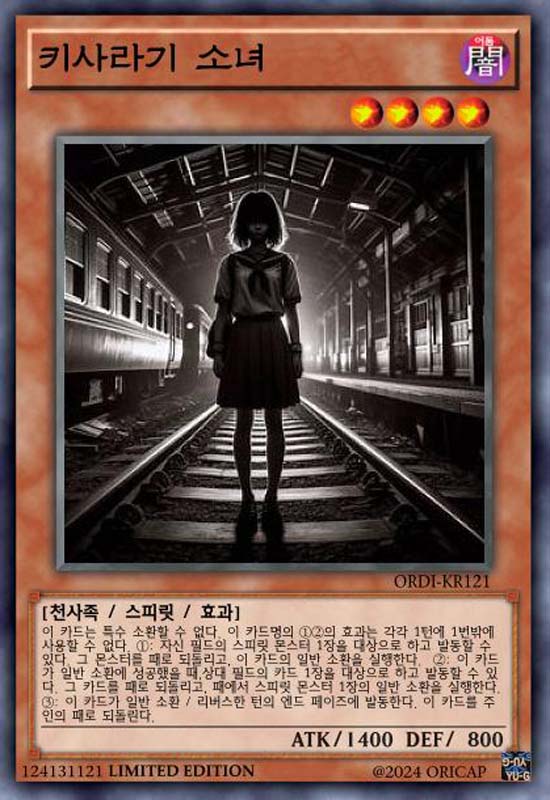 키사라기 소녀
어둠
闇
ORDI-KR121
[천사족 / 스피릿 / 효과]
이 카드는 특수 소환할 수 없다. 이 카드명의 ①②의 효과는 각각 1턴에 1번밖에
사용할 수 없다. ①: 자신 필드의 스피릿 몬스터 1장을 대상으로 하고 발동할 수
있다. 그 몬스터를 패로 되돌리고, 이 카드의 일반 소환을 실행한다. ②: 이 카드
가 일반 소환에 성공했을 때,상대 필드의 카드 1장을 대상으로 하고 발동할 수 있
다. 그 카드를 패로 되돌리고, 패에서 스피릿 몬스터 1장의 일반 소환을 실행한다.
③: 이 카드가 일반 소환 / 리버스한 턴의 엔드 페이즈에 발동한다. 이 카드를 주
인의 패로 되돌린다.
ATK/1400 DEF/ 800
124131121 LIMITED EDITION
©2024 ORICAP